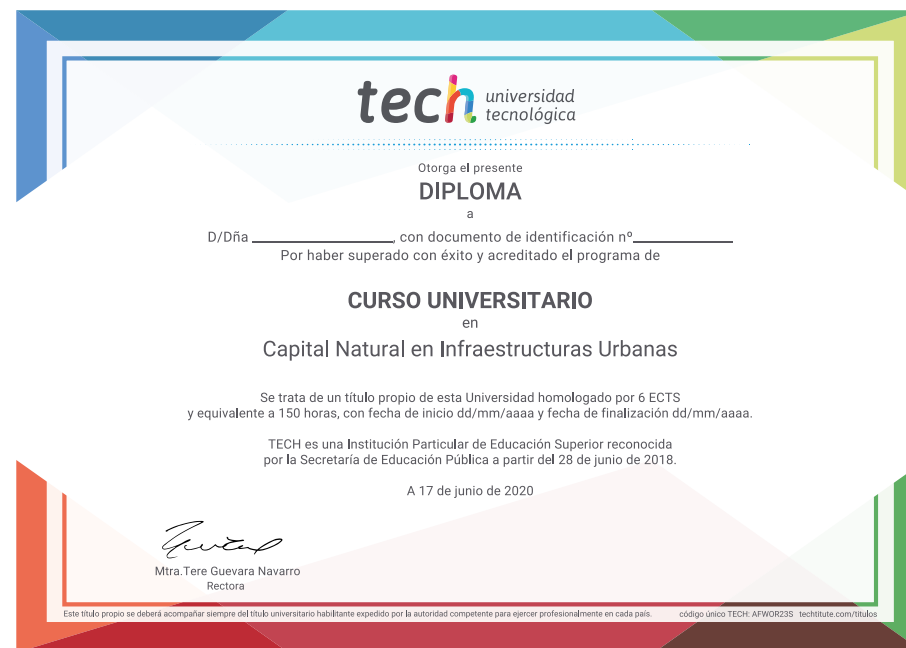 tech universidad
tecnológica
Otorga el presente
DIPLOMA
a
D/Dña ____________________, con documento de identificación nº______________
Por haber superado con éxito y acreditado el programa de
CURSO UNIVERSITARIO
en
Capital Natural en Infraestructuras Urbanas
Se trata de un título propio de esta Universidad homologado por 6 ECTS
y equivalente a 150 horas, con fecha de inicio dd/mm/aaaa y fecha de finalización dd/mm/aaaa.
TECH es una Institución Particular de Educación Superior reconocida
por la Secretaría de Educación Pública a partir del 28 de junio de 2018.
A 17 de junio de 2020
Mtra.Tere Guevara Navarro
Rectora
Este título propio se deberá acompañar siempre del título universitario habilitante expedido por la autoridad competente para ejercer profesionalmente en cada país. código único TECH: AFWOR23S techtitute.com/titulos